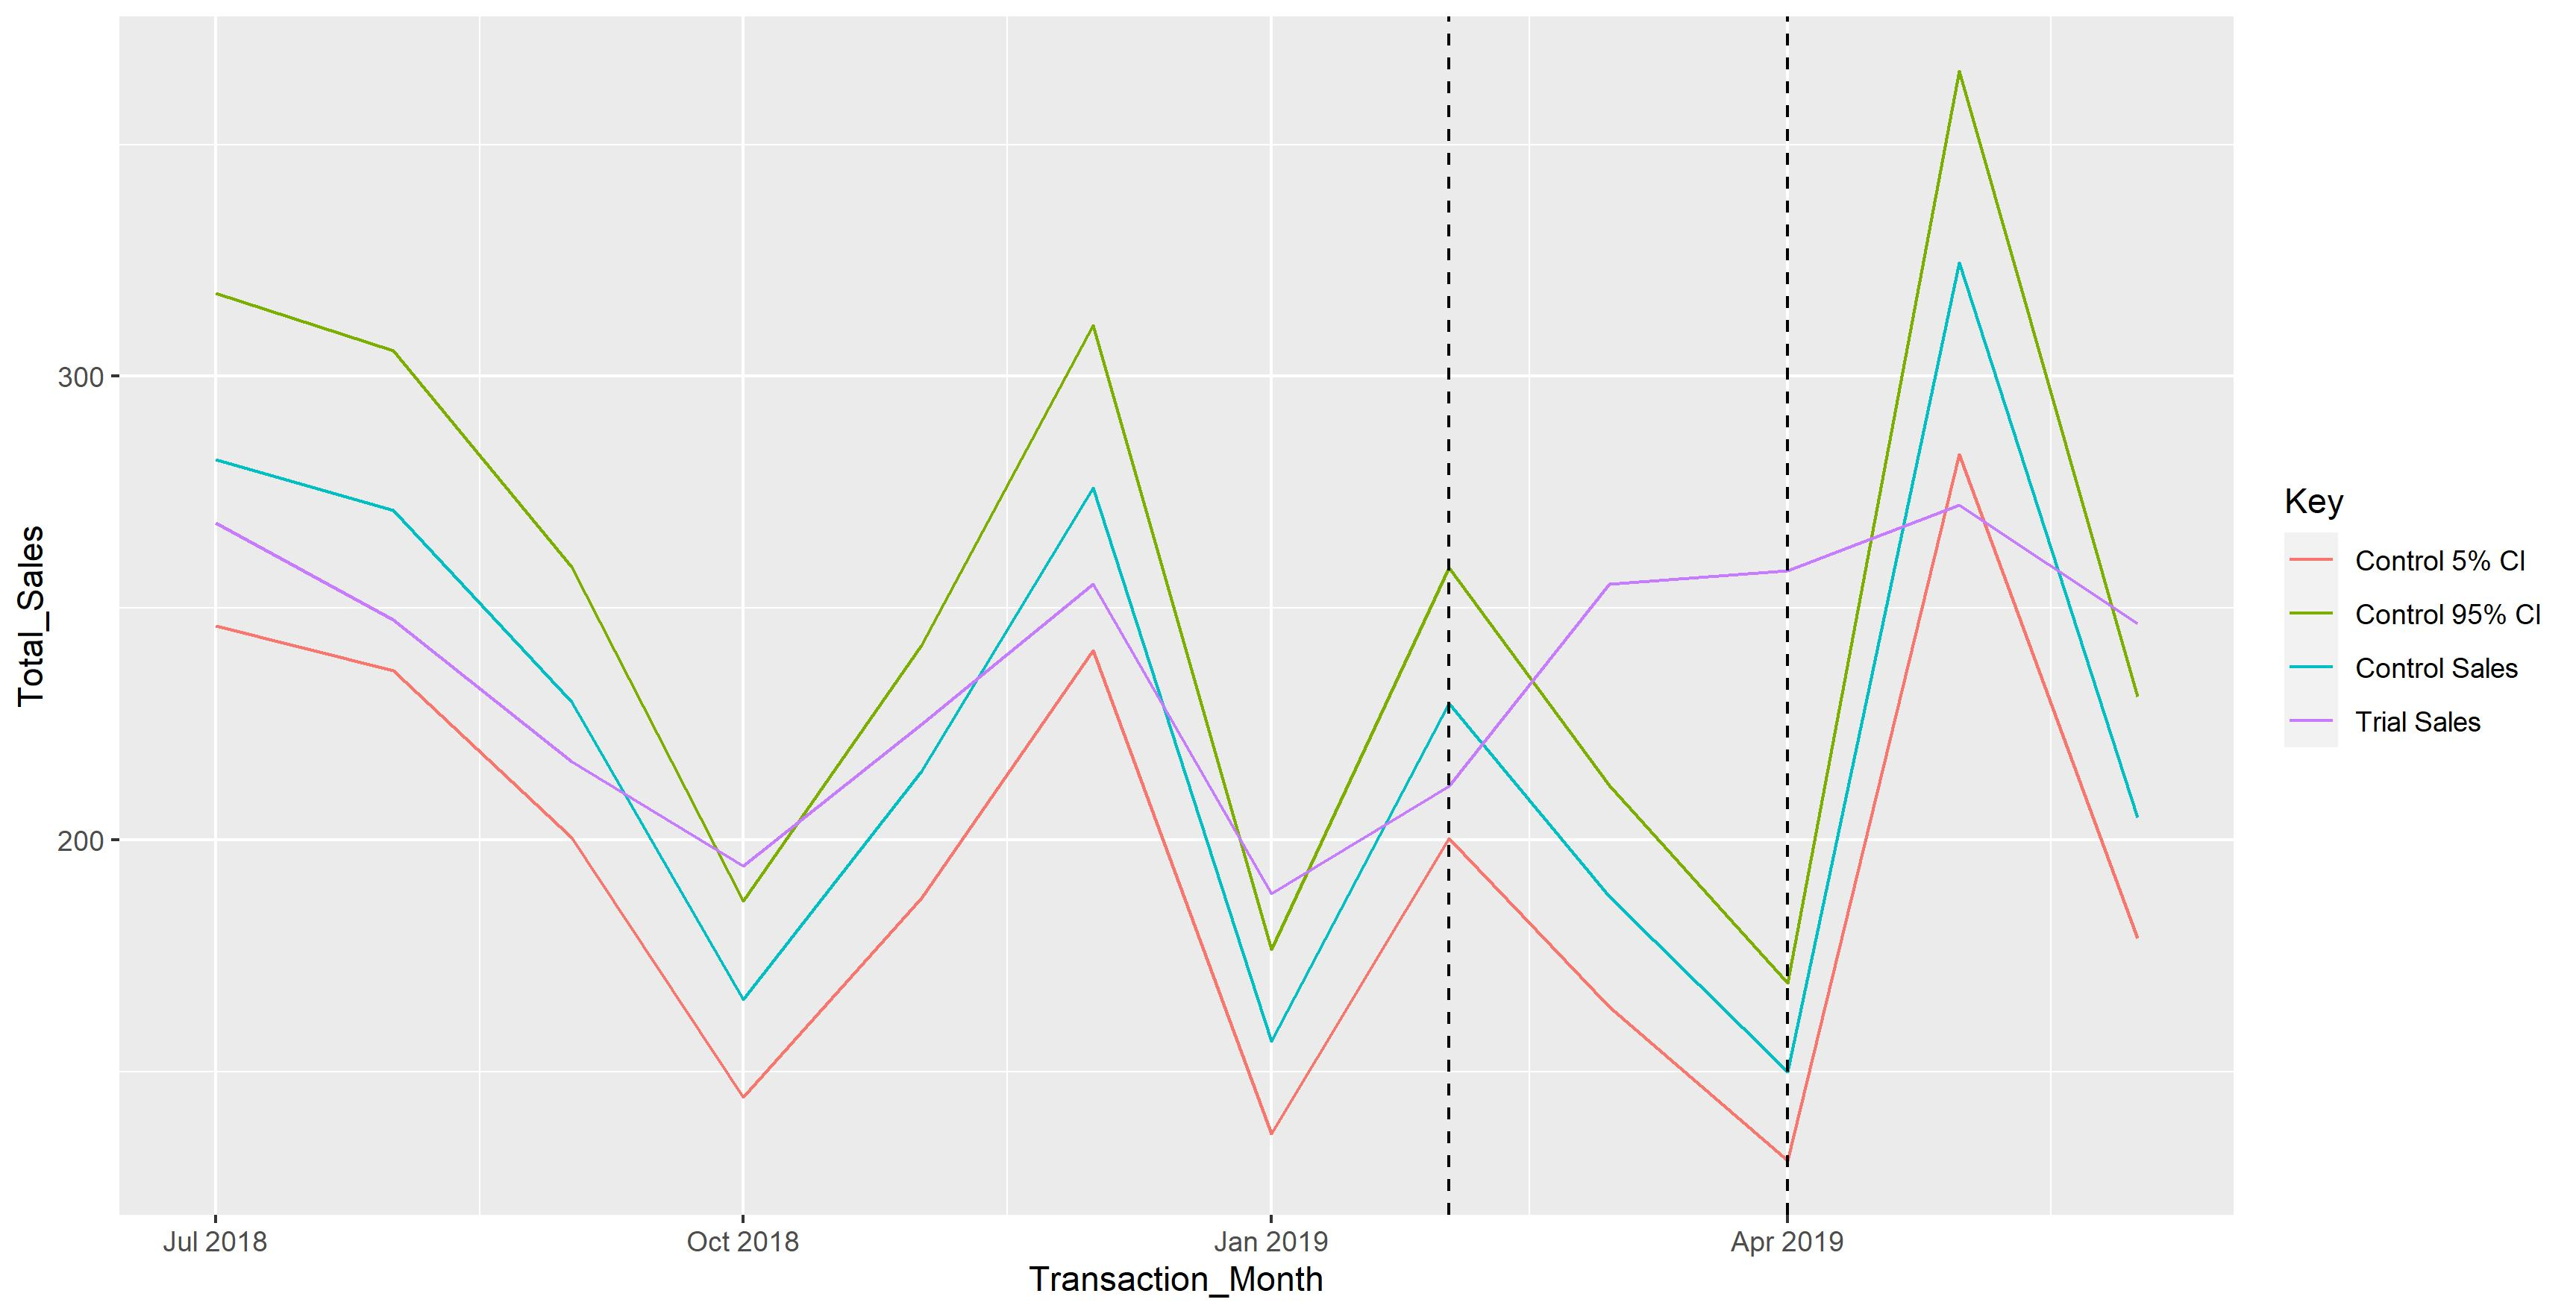 Total_Sales
300
200
Jul 2018
Oct 2018
Jan 2019
Apr 2019
Transaction_Month
Key
Control 5% CI
Control 95% CI
Control Sales
Trial Sales